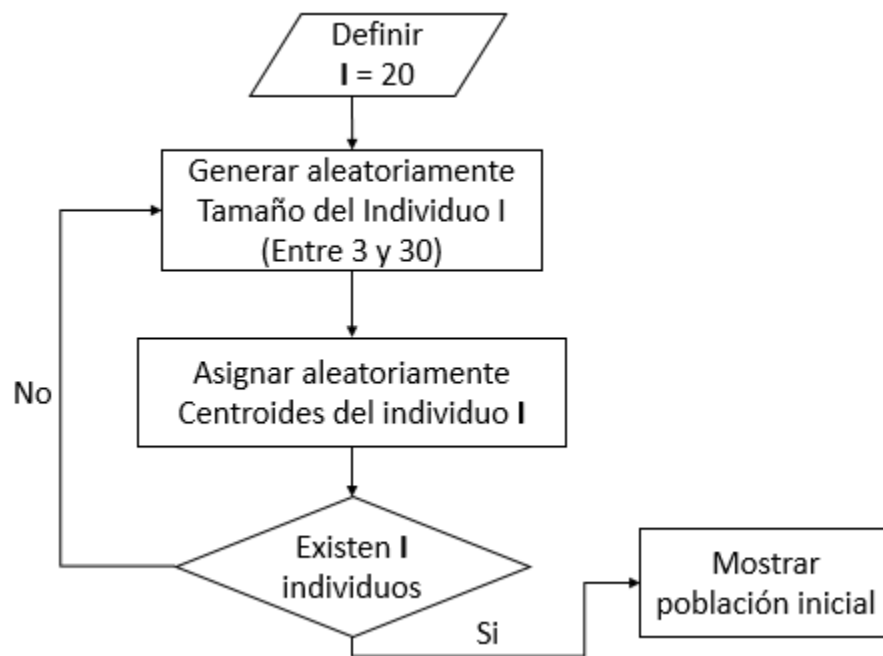 Definir
I = 20
Generar aleatoriamente
Tamaño del Individuo I
(Entre 3 y 30)
Asignar aleatoriamente
Centroides del individuo I
No
Existen I
individuos
Si
Mostrar
población inicial